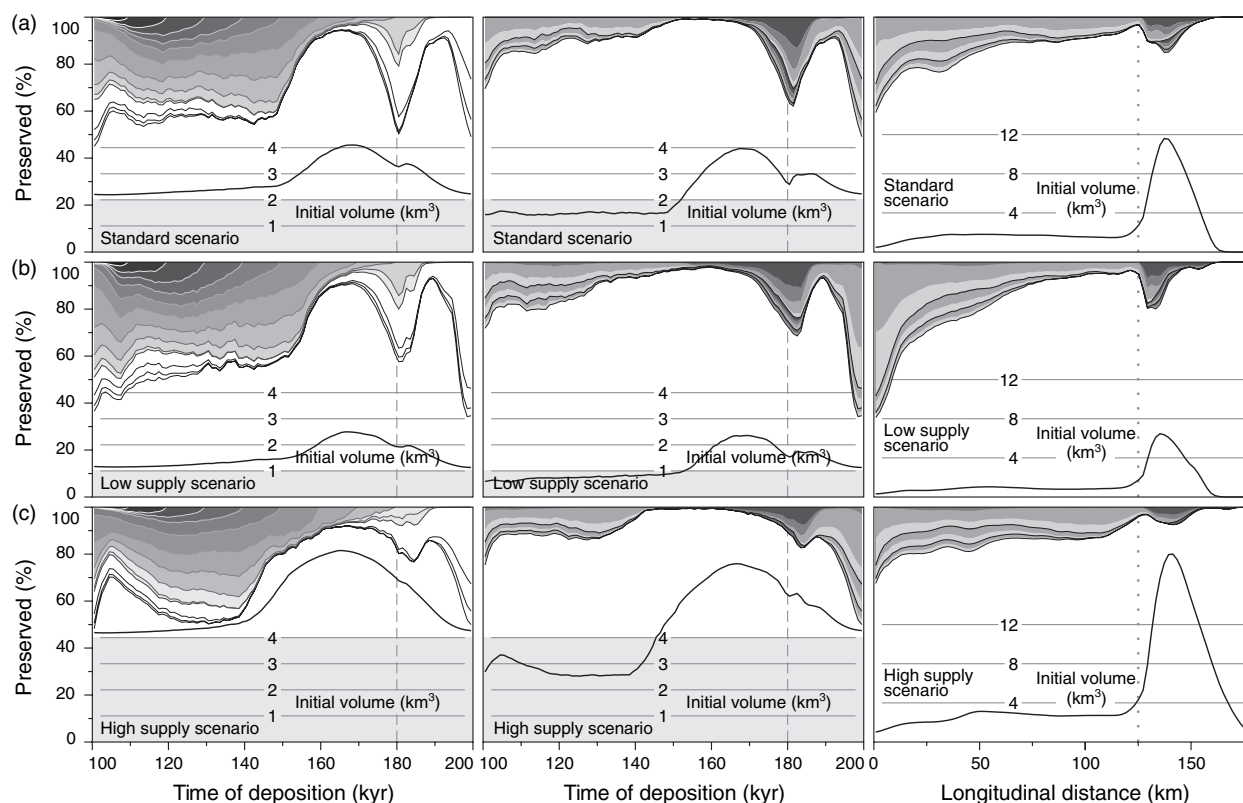 (a)
Preserved (%)
100
80
60
40
20
0
4
3
2
Initial volume (km³)
1
Standard scenario
4
3
2
Initial volume (km³)
1
Standard scenario
12
8
Standard
scenario
Initial volume
(km³)
4
(b)
Preserved (%)
100
80
60
40
20
0
4
3
2
Initial volume (km³)
1
Low supply scenario
4
3
2
Initial volume (km³)
1
Low supply scenario
12
8
Low supply
scenario
Initial volume
(km³)
4
(c)
Preserved (%)
100
80
60
40
20
0
4
3
2
Initial volume (km³)
1
High supply scenario
4
3
2
Initial volume (km³)
1
High supply scenario
12
8
High supply
scenario
Initial volume
(km³)
4
100 120 140 160 180 200
100 120 140 160 180 200
0 50 100 150
Time of deposition (kyr)
Time of deposition (kyr)
Longitudinal distance (km)